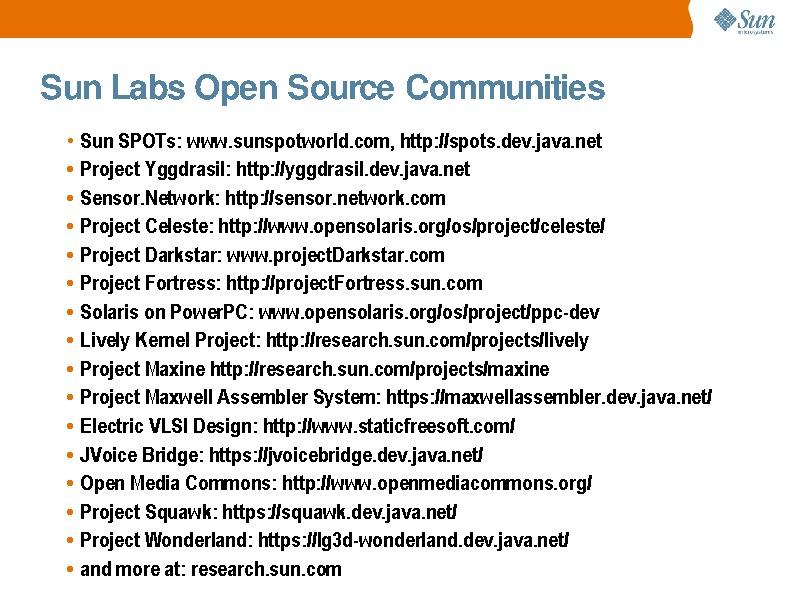 Sun
microsystems
Sun Labs Open Source Communities
• Sun SPOTs: www.sunspotworld.com, http://spots.dev.java.net
• Project Yggdrasil: http://yggdrasil.dev.java.net
• Sensor.Network: http://sensor.network.com
• Project Celeste: http://www.opensolaris.org/os/project/celeste/
• Project Darkstar: www.projectDarkstar.com
• Project Fortress: http://projectFortress.sun.com
• Solaris on PowerPC: www.opensolaris.org/os/project/ppc-dev
• Lively Kernel Project: http://research.sun.com/projects/lively
• Project Maxine http://research.sun.com/projects/maxine
• Project Maxwell Assembler System: https://maxwellassembler.dev.java.net/
• Electric VLSI Design: http://www.staticfreesoft.com/
• JVoice Bridge: https://jvoicebridge.dev.java.net/
• Open Media Commons: http://www.openmediacommons.org/
• Project Squawk: https://squawk.dev.java.net/
• Project Wonderland: https://lg3d-wonderland.dev.java.net/
• and more at: research.sun.com